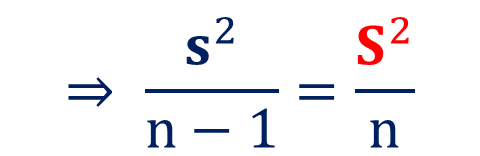 ⇒ s²/(n − 1) = S²/n